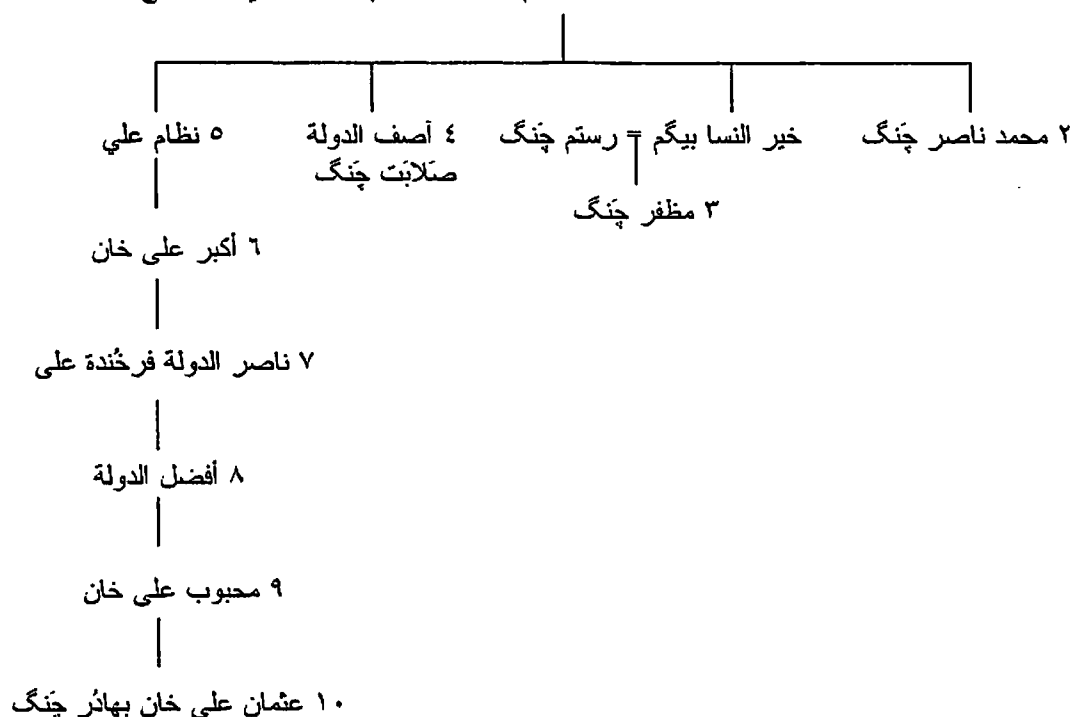 ٢ محمد ناصر چَنگ خير النسا بيگم = رستم چَنگ ٤ أصف الدولة ٥ نظام علي
صَلابَت چَنگ
٣ مظفر چَنگ
٦ أكبر على خان
٧ ناصر الدولة فرخُندة على
٨ أفضل الدولة
٩ محبوب على خان
١٠ عثمان على خان بهادُر چَنگ